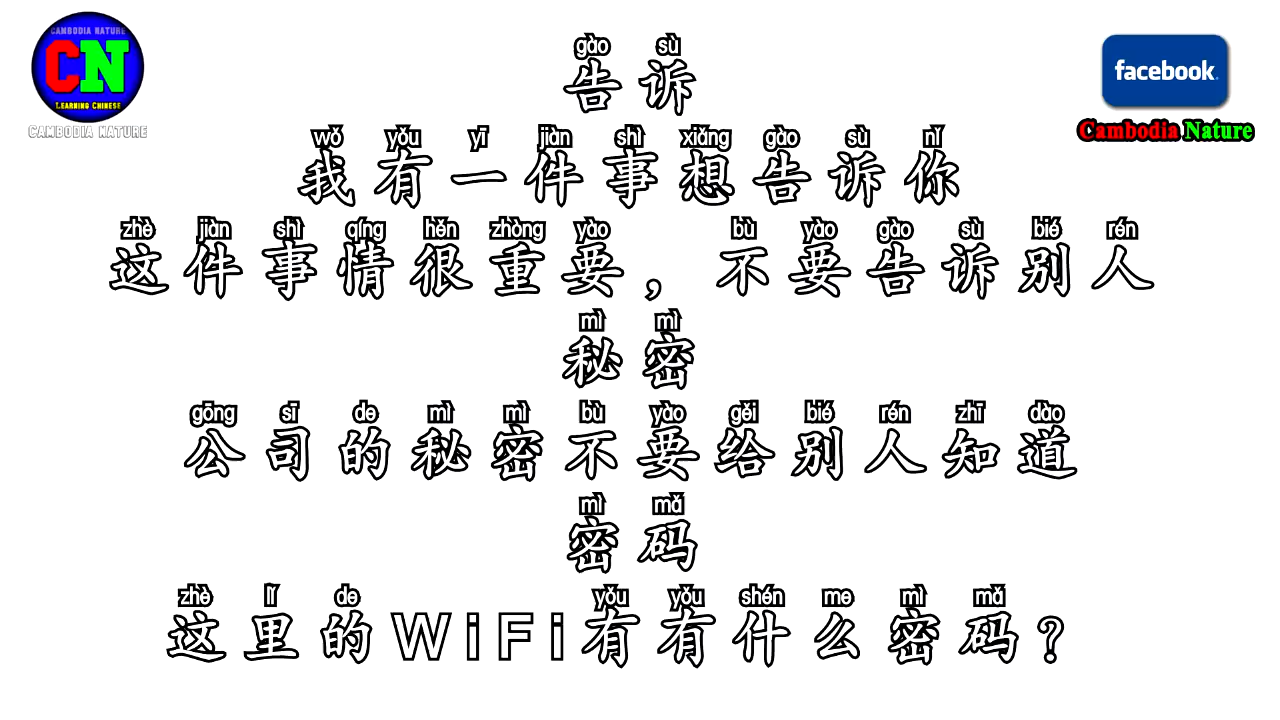 CAMBODIA NATURE
CN
Learning Chinese
Cambodia nature
facebook.
Cambodia Nature
gào sù
告诉
wǒ yǒu yī jiàn shì xiǎng gào sù nǐ
我有一件事想告诉你
zhè jiàn shì qíng hěn zhòng yào bù yào gào sù bié rén
这件事情很重要，不要告诉别人
mì mì
秘密
gōng sī de mì mì bù yào gěi bié rén zhī dào
公司的秘密不要给别人知道
mì mǎ
密码
zhè lǐ de yǒu yǒu shén me mì mǎ
这里的WiFi有有什么密码？